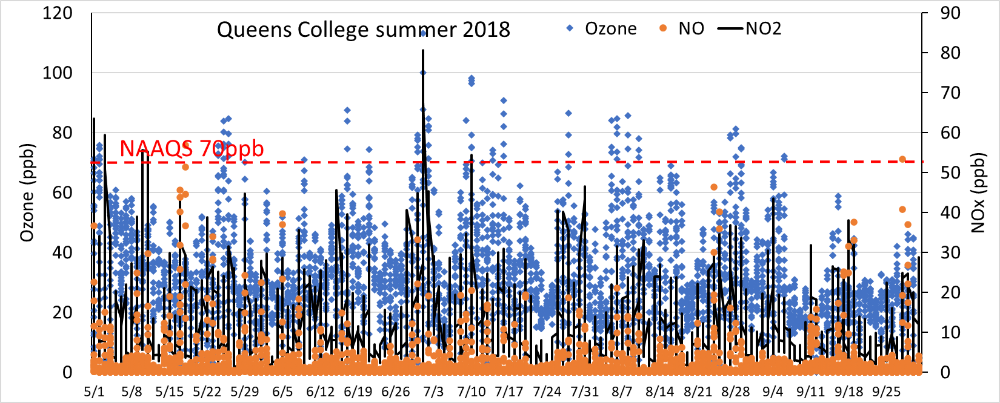 Queens College summer 2018
Ozone NO NO2
NAAQS 70ppb
Ozone (ppb)
120
100
80
60
40
20
0
NOx (ppb)
90
80
70
60
50
40
30
20
10
0
5/1 5/8 5/15 5/22 5/29 6/5 6/12 6/19 6/26 7/3 7/10 7/17 7/24 7/31 8/7 8/14 8/21 8/28 9/4 9/11 9/18 9/25